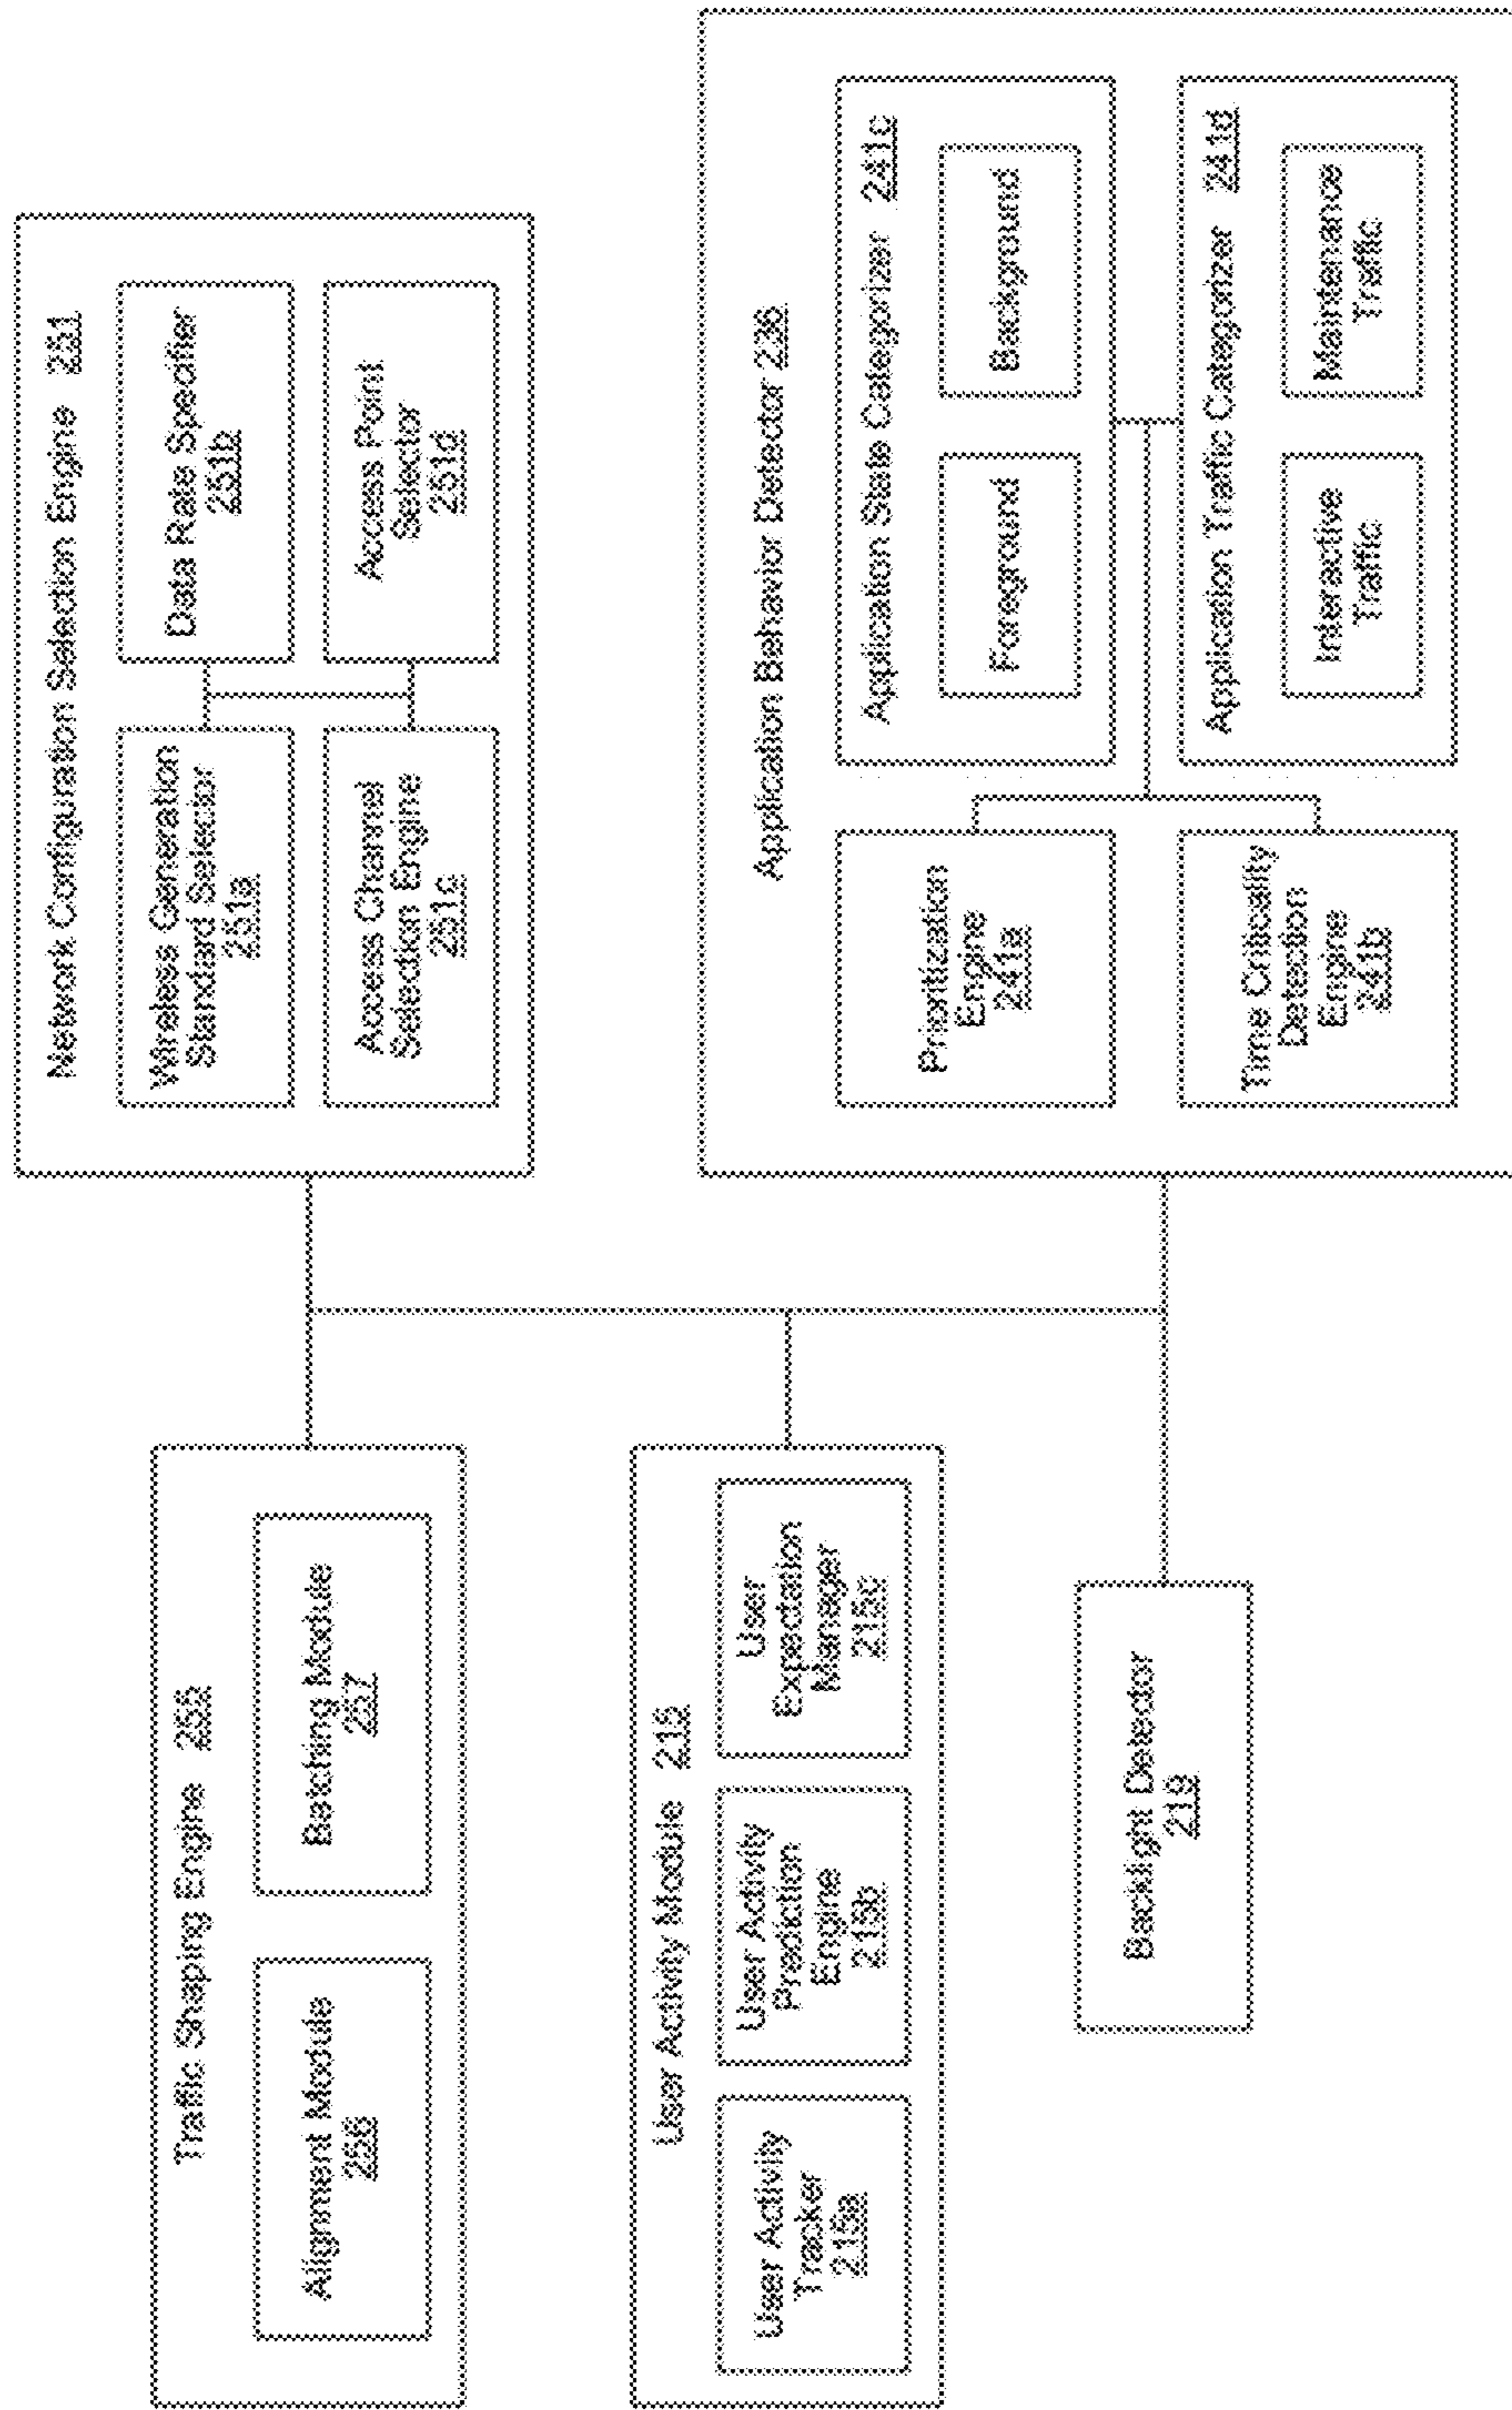 Traffic Shaping Engine 255
Alignment Module
256
Batching Module
257
User Activity Module 215
User Activity
Tracker
215a
User Activity
Prediction
Engine
215b
User
Expectation
Manager
215c
Backlight Detector
219
Network Configuration Selection Engine 251
Wireless Generation
Standard Selector
251a
Data Rate Specifier
251b
Access Channel
Selection Engine
251c
Access Point
Selector
251d
Application Behavior Detector 236
Prioritization
Engine
241a
Time Criticality
Detection
Engine
241b
Application State Categorizer 241c
Foreground
Background
Application Traffic Categorizer 241d
Interactive
Traffic
Maintenance
Traffic